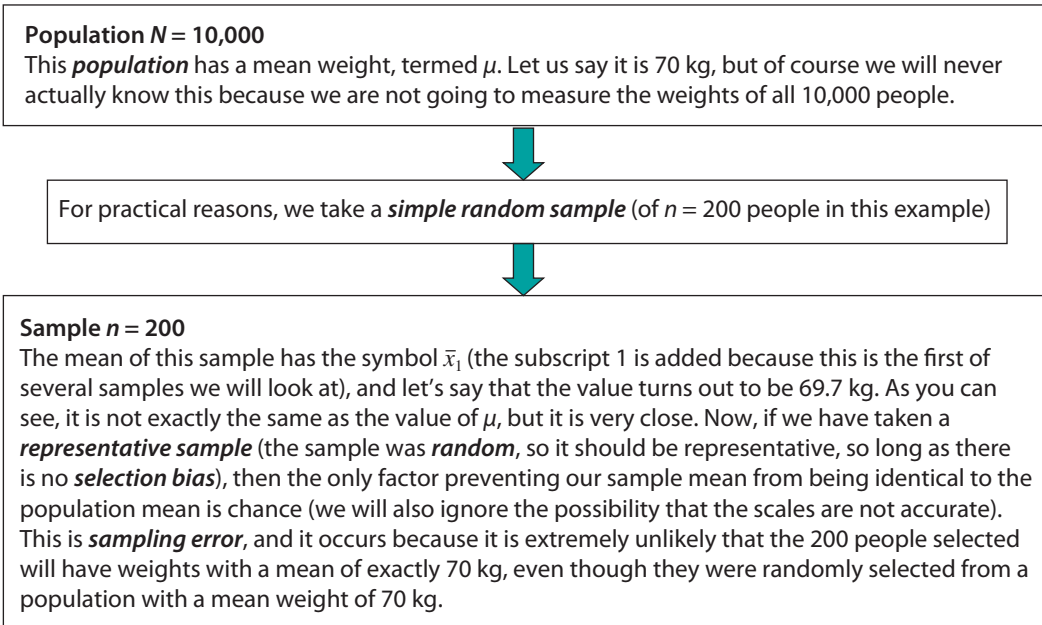 Population N = 10,000
This population has a mean weight, termed μ. Let us say it is 70 kg, but of course we will never
actually know this because we are not going to measure the weights of all 10,000 people.
For practical reasons, we take a simple random sample (of n = 200 people in this example)
Sample n = 200
The mean of this sample has the symbol x̄₁ (the subscript 1 is added because this is the first of
several samples we will look at), and let's say that the value turns out to be 69.7 kg. As you can
see, it is not exactly the same as the value of μ, but it is very close. Now, if we have taken a
representative sample (the sample was random, so it should be representative, so long as there
is no selection bias), then the only factor preventing our sample mean from being identical to the
population mean is chance (we will also ignore the possibility that the scales are not accurate).
This is sampling error, and it occurs because it is extremely unlikely that the 200 people selected
will have weights with a mean of exactly 70 kg, even though they were randomly selected from a
population with a mean weight of 70 kg.